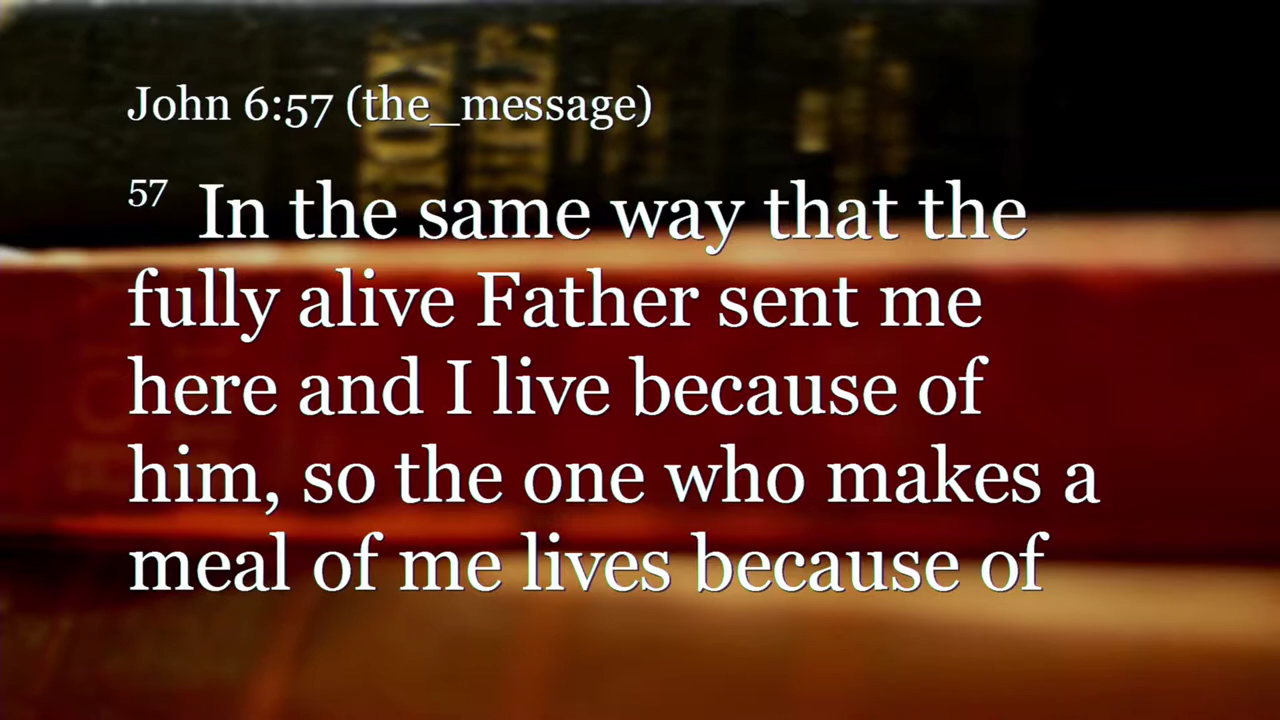 John 6:57 (the_message)
57 In the same way that the
fully alive Father sent me
here and I live because of
him, so the one who makes a
meal of me lives because of